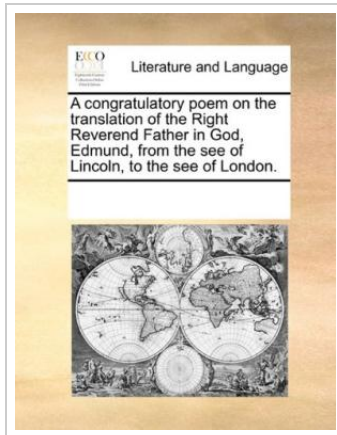 ECCO
Literature and Language
A congratulatory poem on the
translation of the Right
Reverend Father in God,
Edmund, from the see of
Lincoln, to the see of London.